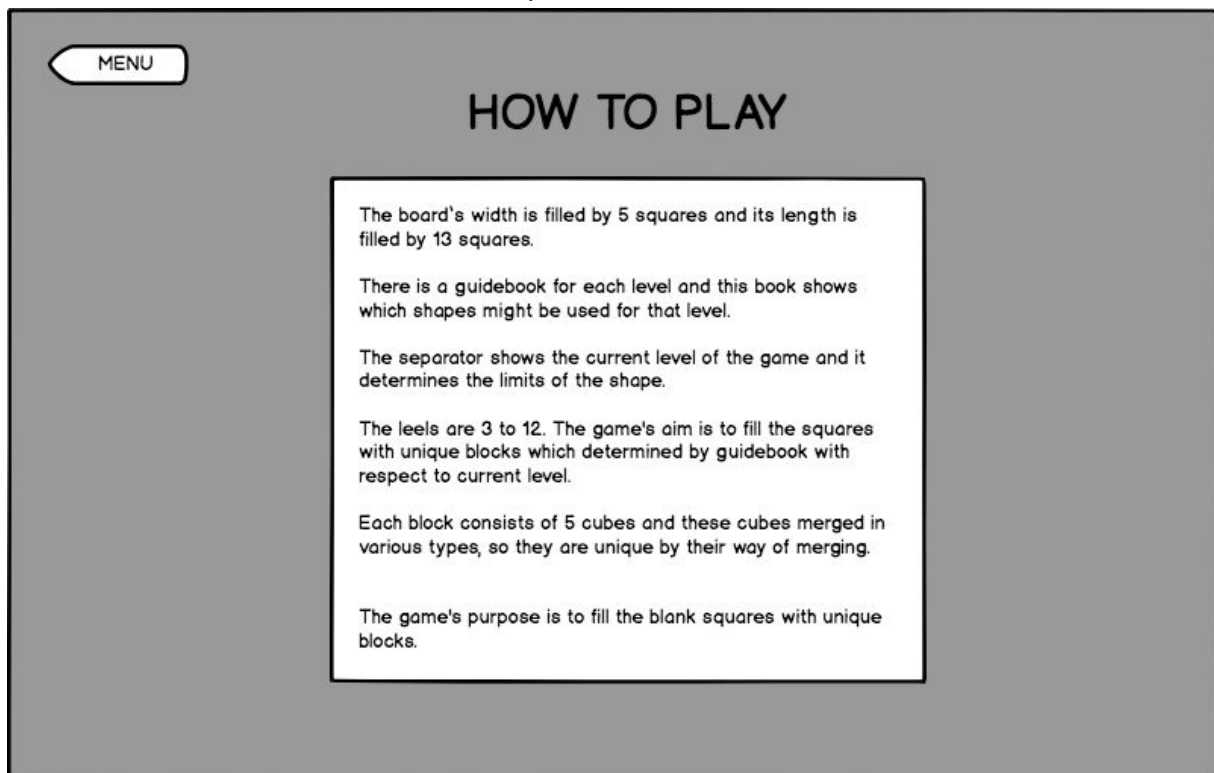 MENU
HOW TO PLAY
The board`s width is filled by 5 squares and its length is
filled by 13 squares.
There is a guidebook for each level and this book shows
which shapes might be used for that level.
The separator shows the current level of the game and it
determines the limits of the shape.
The leels are 3 to 12. The game's aim is to fill the squares
with unique blocks which determined by guidebook with
respect to current level.
Each block consists of 5 cubes and these cubes merged in
various types, so they are unique by their way of merging.
The game's purpose is to fill the blank squares with unique
blocks.